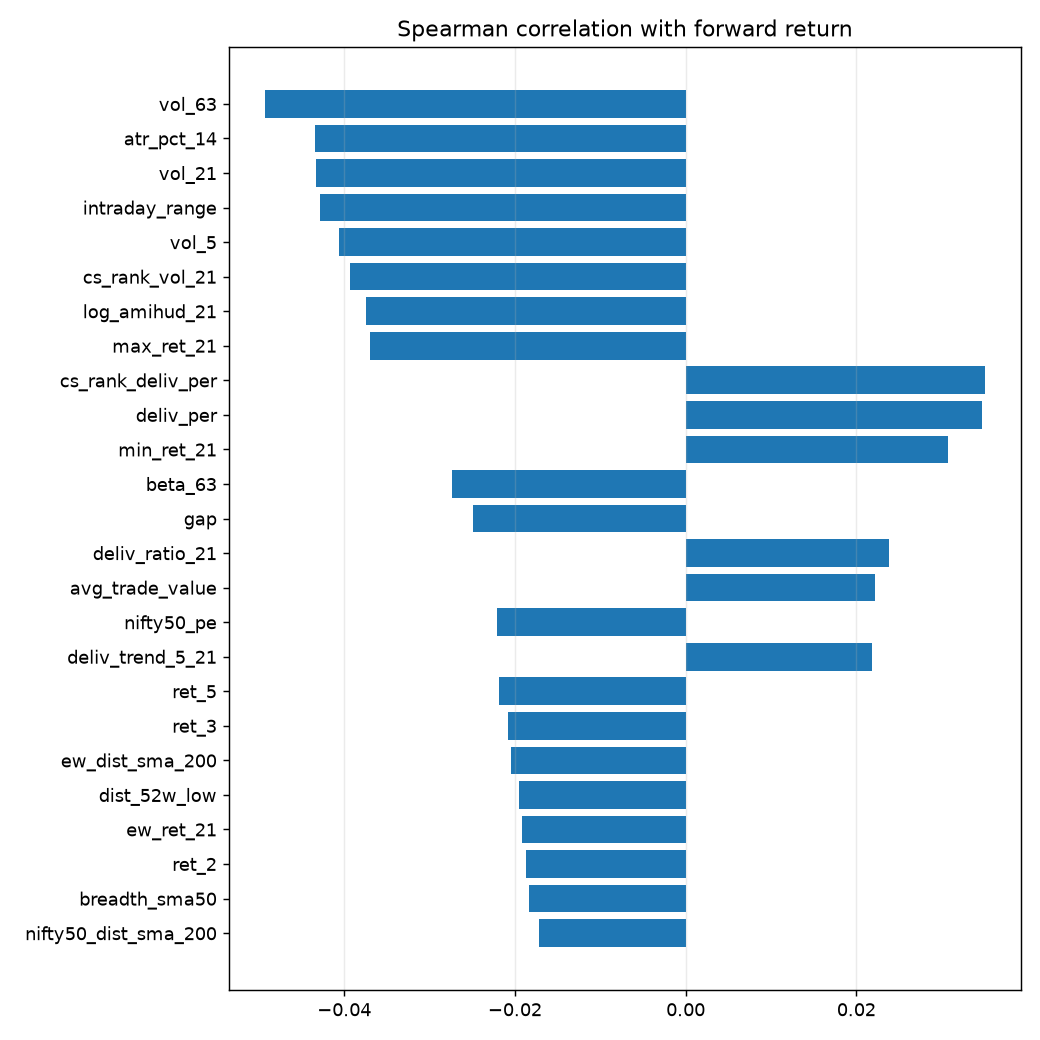 Spearman correlation with forward return
vol_63
atr_pct_14
vol_21
intraday_range
vol_5
cs_rank_vol_21
log_amihud_21
max_ret_21
cs_rank_deliv_per
deliv_per
min_ret_21
beta_63
gap
deliv_ratio_21
avg_trade_value
nifty50_pe
deliv_trend_5_21
ret_5
ret_3
ew_dist_sma_200
dist_52w_low
ew_ret_21
ret_2
breadth_sma50
nifty50_dist_sma_200
−0.04 −0.02 0.00 0.02